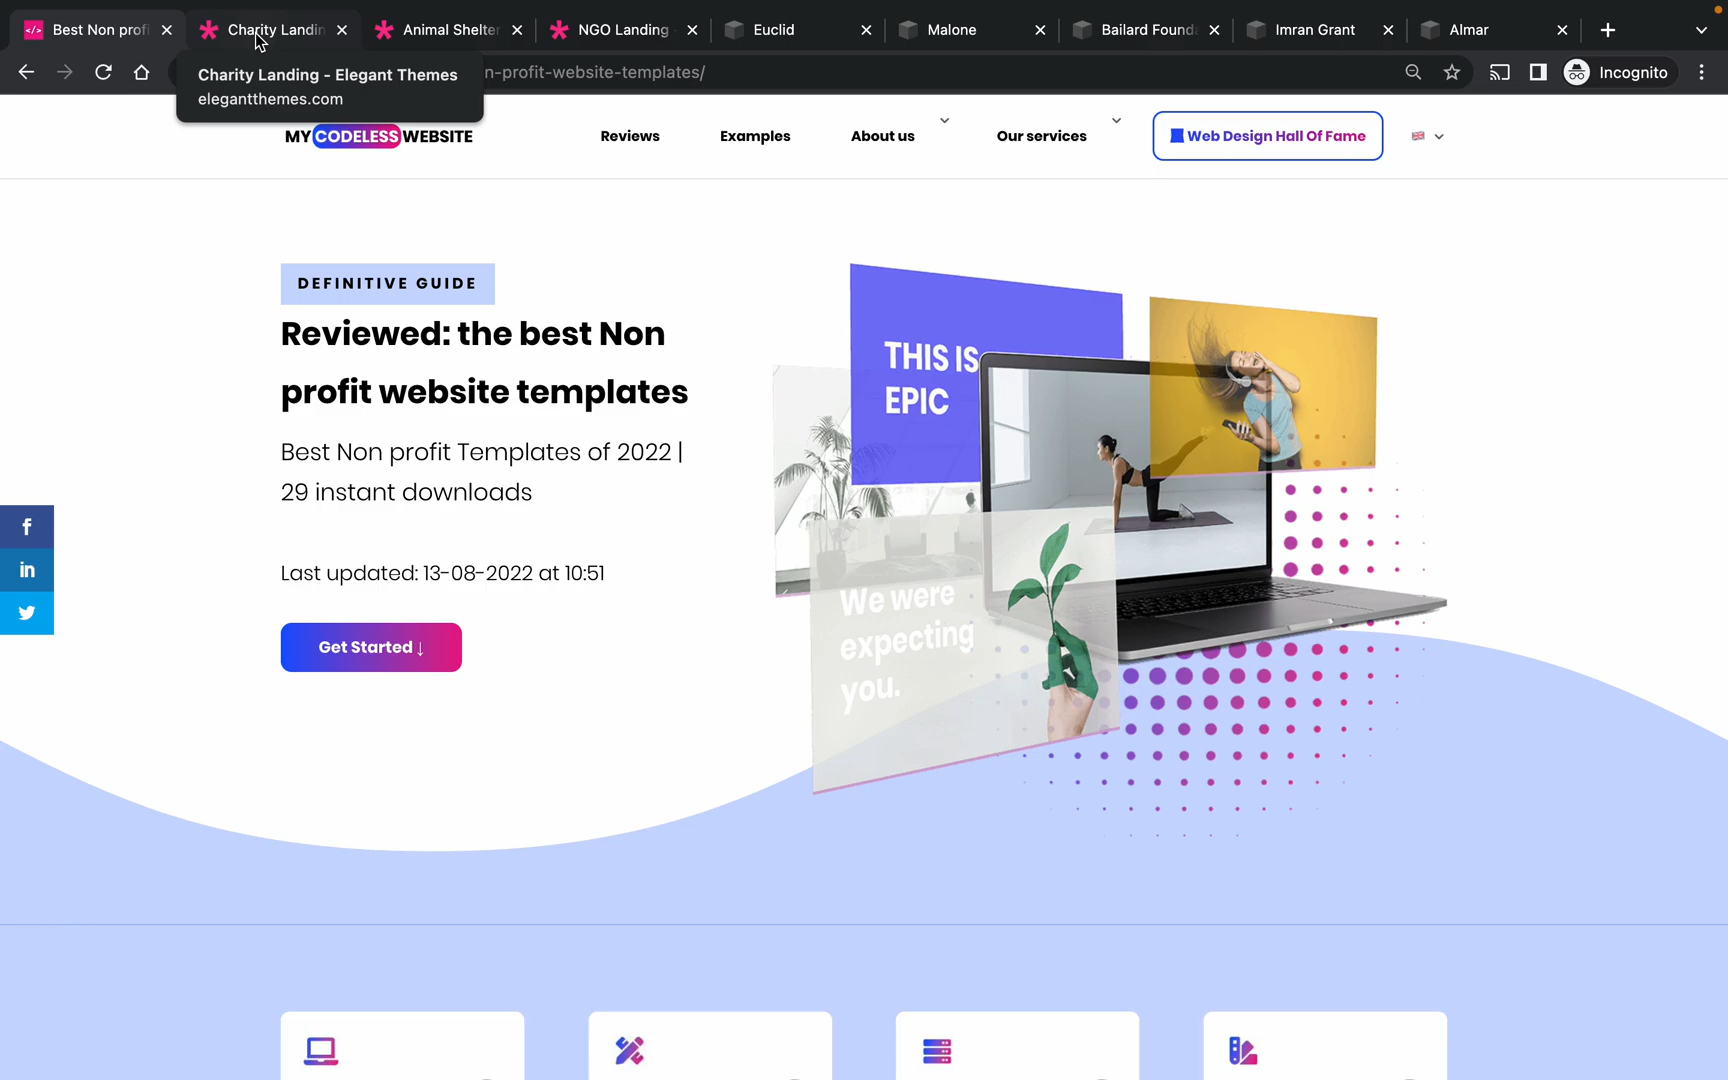 Best Non profi
Charity Landin
Animal Shelter
NGO Landing
Euclid
Malone
Bailard Founda
Imran Grant
Almar
Charity Landing - Elegant Themes
elegantthemes.com
n-profit-website-templates/
Incognito
MY CODELESS WEBSITE
Reviews
Examples
About us
Our services
Web Design Hall Of Fame
DEFINITIVE GUIDE
Reviewed: the best Non
profit website templates
Best Non profit Templates of 2022 |
29 instant downloads
Last updated: 13-08-2022 at 10:51
Get Started ↓
THIS IS
EPIC
We were
expecting
you.
f
in